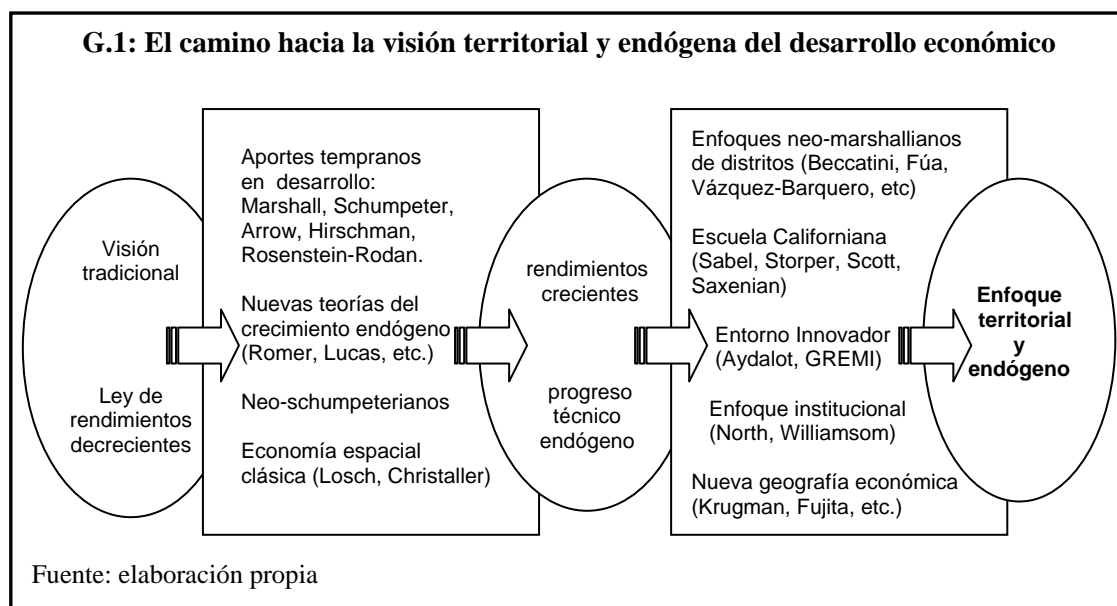 G.1: El camino hacia la visión territorial y endógena del desarrollo económico
Visión
tradicional
Ley de
rendimientos
decrecientes
Aportes tempranos
en desarrollo:
Marshall, Schumpeter,
Arrow, Hirschman,
Rosenstein-Rodan.
Nuevas teorías del
crecimiento endógeno
(Romer, Lucas, etc.)
Neo-schumpeterianos
Economía espacial
clásica (Losch, Christaller)
rendimientos
crecientes
progreso
técnico
endógeno
Enfoques neo-marshallianos
de distritos (Beccatini, Fúa,
Vázquez-Barquero, etc)
Escuela Californiana
(Sabel, Storper, Scott,
Saxenian)
Entorno Innovador
(Aydalot, GREMI)
Enfoque institucional
(North, Williamsom)
Nueva geografía económica
(Krugman, Fujita, etc.)
Enfoque
territorial
y
endógeno
Fuente: elaboración propia